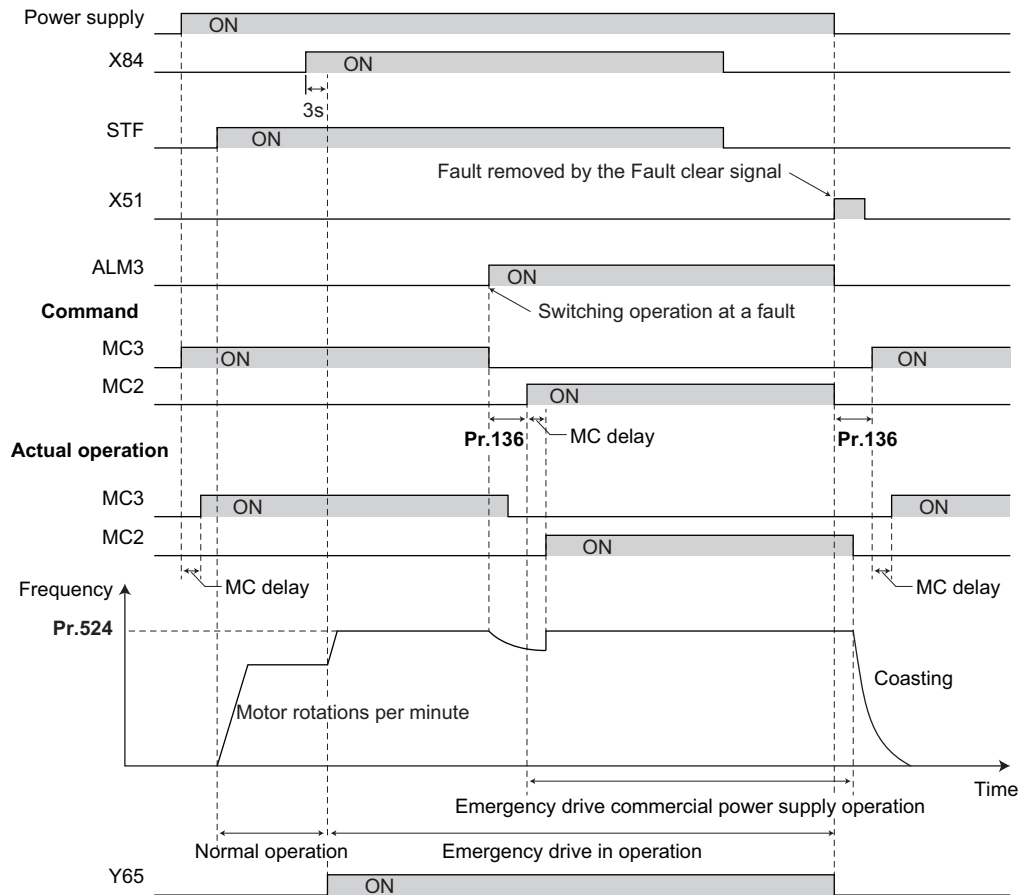 Power supply
ON
X84
ON
3s
STF
ON
Fault removed by the Fault clear signal
X51
ALM3
ON
Command
Switching operation at a fault
MC3
ON
ON
MC2
ON
Pr.136
MC delay
Pr.136
Actual operation
MC3
ON
ON
MC2
ON
MC delay
MC delay
Frequency
Pr.524
Coasting
Motor rotations per minute
Time
Emergency drive commercial power supply operation
Normal operation
Emergency drive in operation
Y65
ON